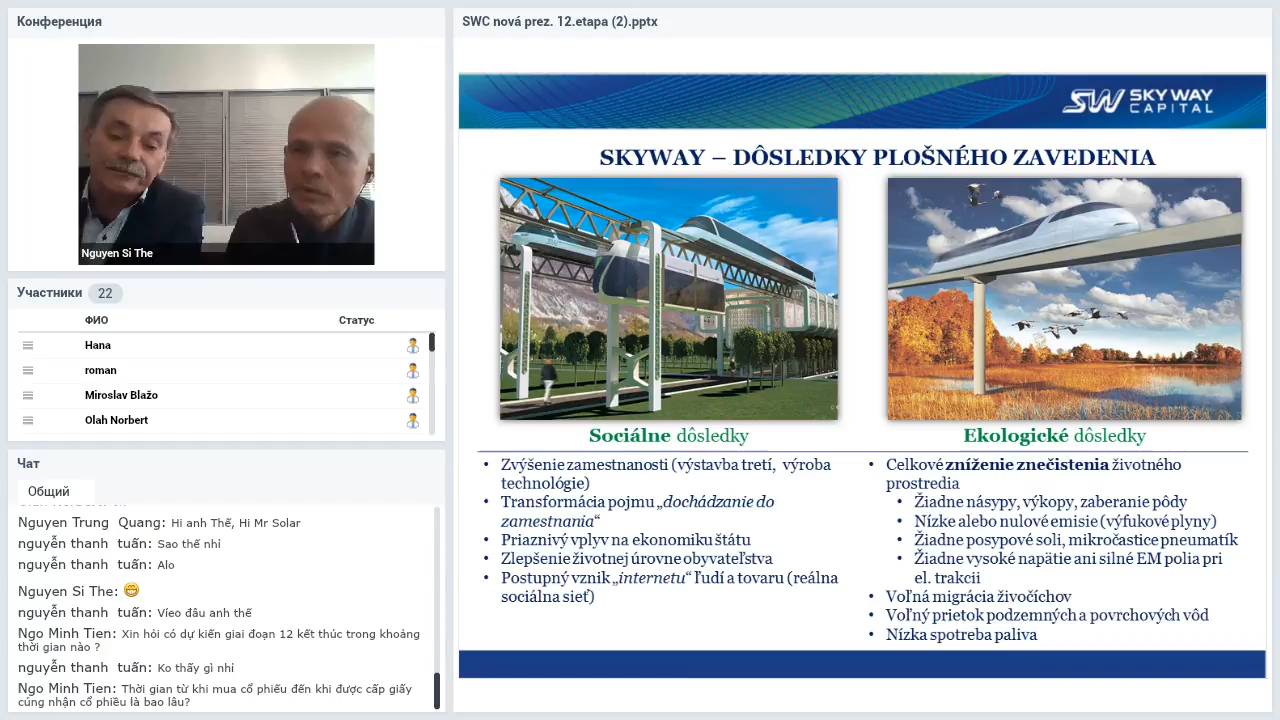 Конференция
Nguyen Si The
Участники 22
ФИО Статус
Hana
roman
Miroslav Blažo
Olah Norbert
Чат
Общий
Nguyen Trung Quang: Hi anh Thế, Hi Mr Solar
nguyễn thanh tuấn: Sao thế nhi
nguyễn thanh tuấn: Alo
Nguyen Si The: 😁
nguyễn thanh tuấn: Víeo đâu anh thế
Ngo Minh Tien: Xin hỏi có dự kiến giai đoạn 12 kết thúc trong khoảng
thời gian nào ?
nguyễn thanh tuấn: Ko thấy gì nhỉ
Ngo Minh Tien: Thời gian từ khi mua cổ phiếu đến khi được cấp giấy
cúng nhận cổ phiều là bao lâu?
SWC nová prez. 12.etapa (2).pptx
SW SKY WAY
CAPITAL
SKYWAY – DÔSLEDKY PLOŠNÉHO ZAVEDENIA
Sociálne dôsledky
• Zvýšenie zamestnanosti (výstavba tretí, výroba
technológie)
• Transformácia pojmu „dochádzanie do
zamestnania“
• Priaznivý vplyv na ekonomiku štátu
• Zlepšenie životnej úrovne obyvateľstva
• Postupný vznik „internetu“ ľudí a tovaru (reálna
sociálna sieť)
Ekologické dôsledky
• Celkové zníženie znečistenia životného
prostredia
• Žiadne násypy, výkopy, zaberanie pôdy
• Nízke alebo nulové emisie (výfukové plyny)
• Žiadne posypové soli, mikročastice pneumatík
• Žiadne vysoké napätie ani silné EM polia pri
el. trakcii
• Voľná migrácia živočíchov
• Voľný prietok podzemných a povrchových vôd
• Nízka spotreba paliva